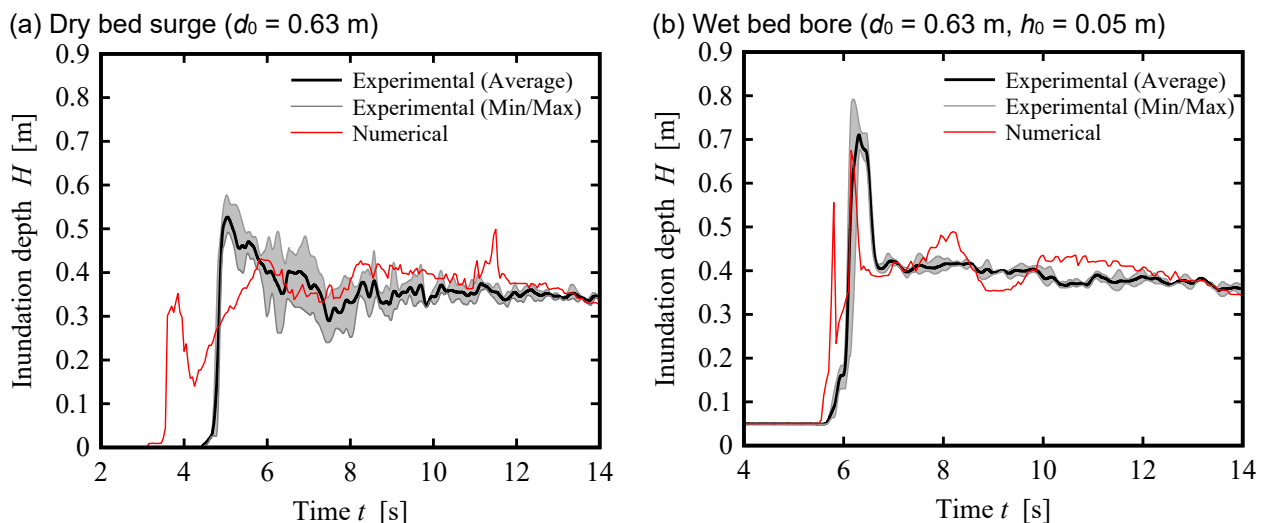 (a) Dry bed surge (d0 = 0.63 m)
0.9
0.8
0.7
0.6
0.5
0.4
0.3
0.2
0.1
0
Inundation depth H [m]
Experimental (Average)
Experimental (Min/Max)
Numerical
2 4 6 8 10 12 14
Time t [s]
(b) Wet bed bore (d0 = 0.63 m, h0 = 0.05 m)
0.9
0.8
0.7
0.6
0.5
0.4
0.3
0.2
0.1
0
Inundation depth H [m]
Experimental (Average)
Experimental (Min/Max)
Numerical
4 6 8 10 12 14
Time t [s]